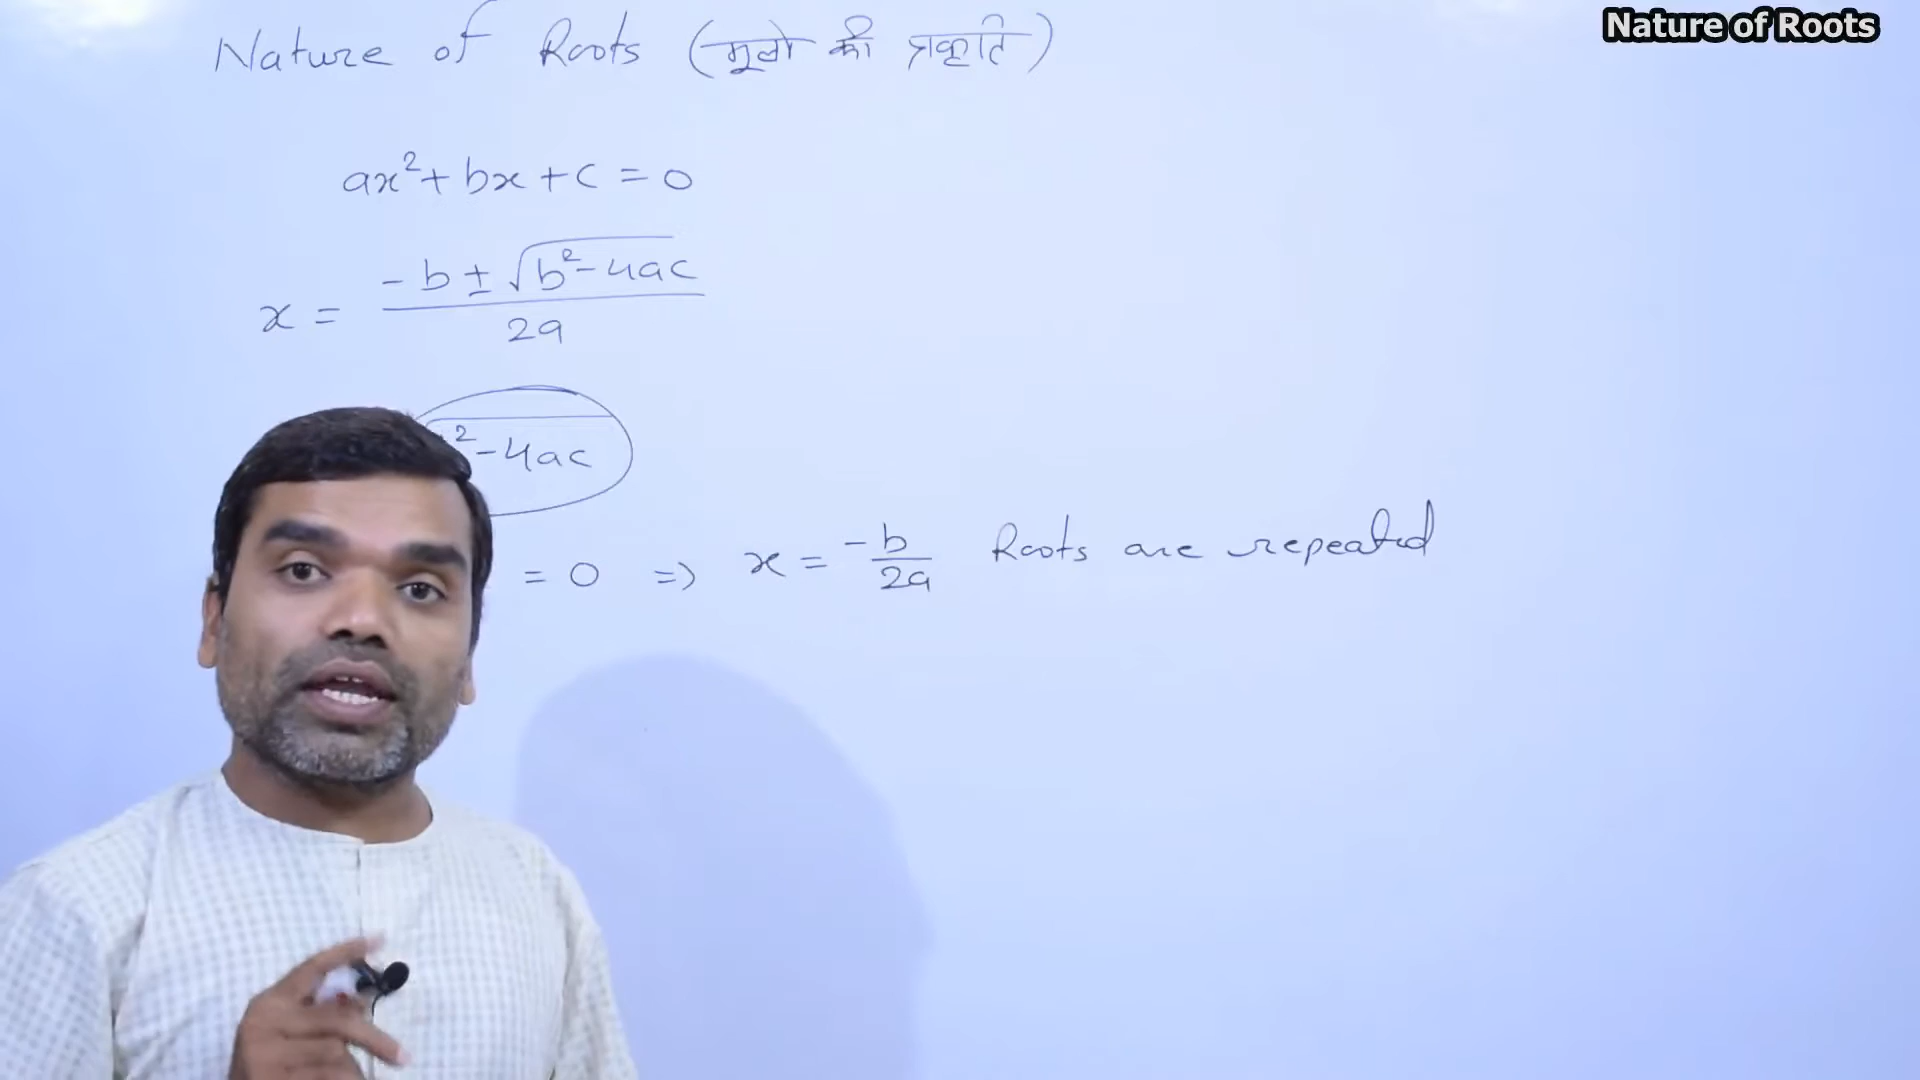 Nature of Roots
Nature of Roots (मूलो की प्रकृति)
ax²+ bx + c = 0
x = -b ± √b²-4ac / 2a
²-4ac
= 0 => x = -b / 2a Roots are repeated